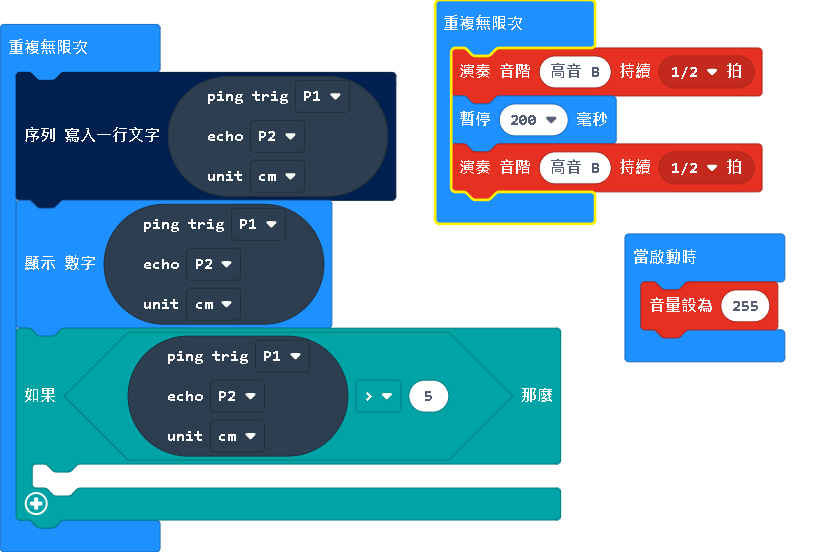 重複無限次
序列 寫入一行文字
ping trig P1
echo P2
unit cm
顯示 數字
ping trig P1
echo P2
unit cm
如果
ping trig P1
echo P2
unit cm
> 5
那麼
重複無限次
演奏 音階 高音 B 持續 1/2 拍
暫停 200 毫秒
演奏 音階 高音 B 持續 1/2 拍
當啟動時
音量設為 255